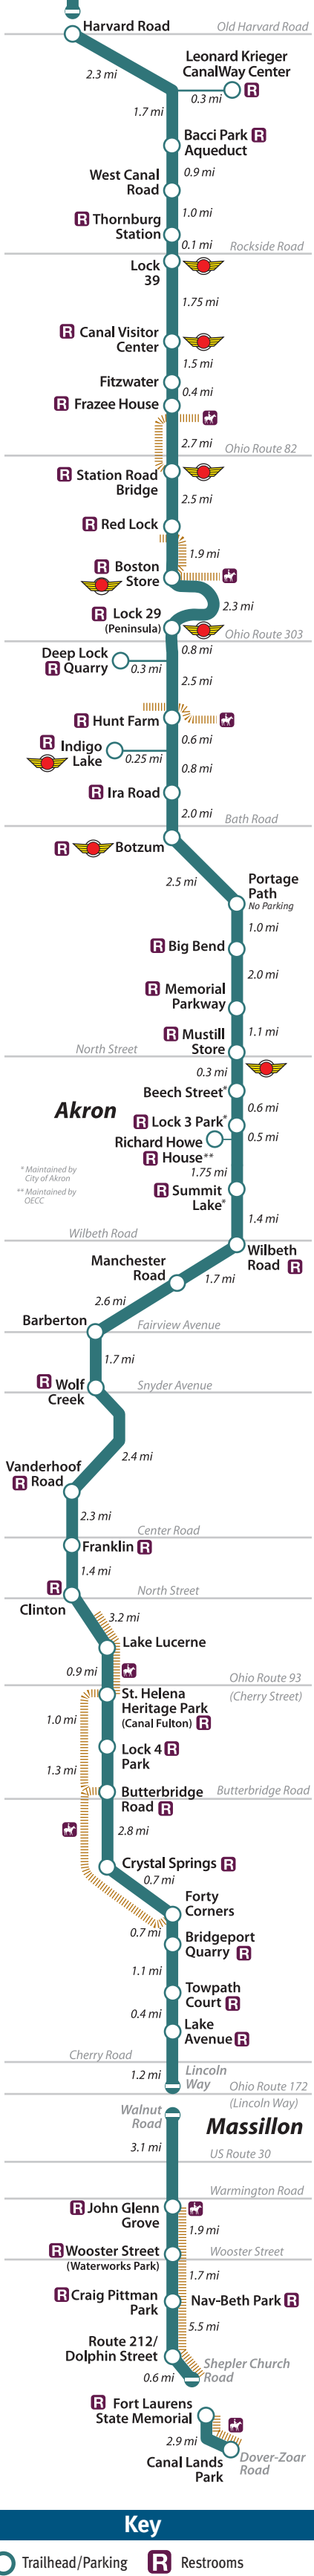 Harvard Road
Old Harvard Road
2.3 mi
Leonard Krieger
CanalWay Center
R
0.3 mi
1.7 mi
Bacci Park R
Aqueduct
0.9 mi
West Canal
Road
1.0 mi
R Thornburg
Station
0.1 mi
Rockside Road
Lock
39
1.75 mi
R Canal Visitor
Center
1.5 mi
Fitzwater
0.4 mi
R Frazee House
2.7 mi
Ohio Route 82
R Station Road
Bridge
2.5 mi
R Red Lock
1.9 mi
R Boston
Store
2.3 mi
R Lock 29
(Peninsula)
Ohio Route 303
0.8 mi
Deep Lock
R Quarry
0.3 mi
2.5 mi
R Hunt Farm
0.6 mi
R Indigo
Lake
0.25 mi
0.8 mi
R Ira Road
2.0 mi
Bath Road
R Botzum
2.5 mi
Portage
Path
No Parking
1.0 mi
R Big Bend
2.0 mi
R Memorial
Parkway
1.1 mi
R Mustill
Store
North Street
0.3 mi
Beech Street*
Akron
0.6 mi
R Lock 3 Park*
0.5 mi
Richard Howe
R House**
1.75 mi
* Maintained by
City of Akron
** Maintained by
OECC
R Summit
Lake*
1.4 mi
Wilbeth Road
Wilbeth
Road R
Manchester
Road
1.7 mi
2.6 mi
Barberton
Fairview Avenue
1.7 mi
R Wolf
Creek
Snyder Avenue
2.4 mi
Vanderhoof
R Road
2.3 mi
Center Road
Franklin R
1.4 mi
R
Clinton
North Street
3.2 mi
Lake Lucerne
0.9 mi
Ohio Route 93
(Cherry Street)
St. Helena
Heritage Park
(Canal Fulton) R
1.0 mi
Lock 4 R
Park
1.3 mi
Butterbridge
Road R
Butterbridge Road
2.8 mi
Crystal Springs R
0.7 mi
Forty
Corners
0.7 mi
Bridgeport
Quarry R
1.1 mi
Towpath
Court R
0.4 mi
Lake
Avenue R
Cherry Road
1.2 mi
Lincoln
Way
Ohio Route 172
(Lincoln Way)
Walnut
Road
Massillon
3.1 mi
US Route 30
Warmington Road
R John Glenn
Grove
1.9 mi
R Wooster Street
(Waterworks Park)
Wooster Street
1.7 mi
R Craig Pittman
Park
Nav-Beth Park R
5.5 mi
Route 212/
Dolphin Street
Shepler Church
Road
0.6 mi
R Fort Laurens
State Memorial
2.9 mi
Canal Lands
Park
Dover-Zoar
Road
Key
Trailhead/Parking
R Restrooms